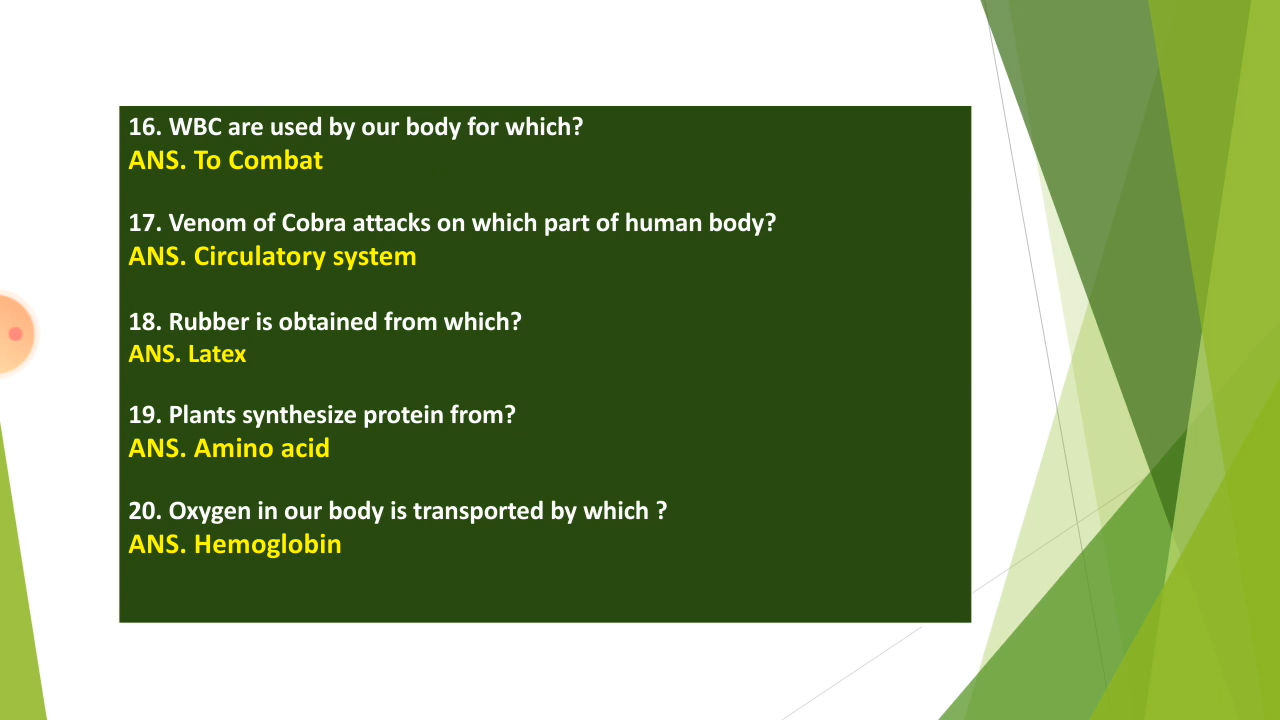 16. WBC are used by our body for which?
ANS. To Combat
17. Venom of Cobra attacks on which part of human body?
ANS. Circulatory system
18. Rubber is obtained from which?
ANS. Latex
19. Plants synthesize protein from?
ANS. Amino acid
20. Oxygen in our body is transported by which ?
ANS. Hemoglobin